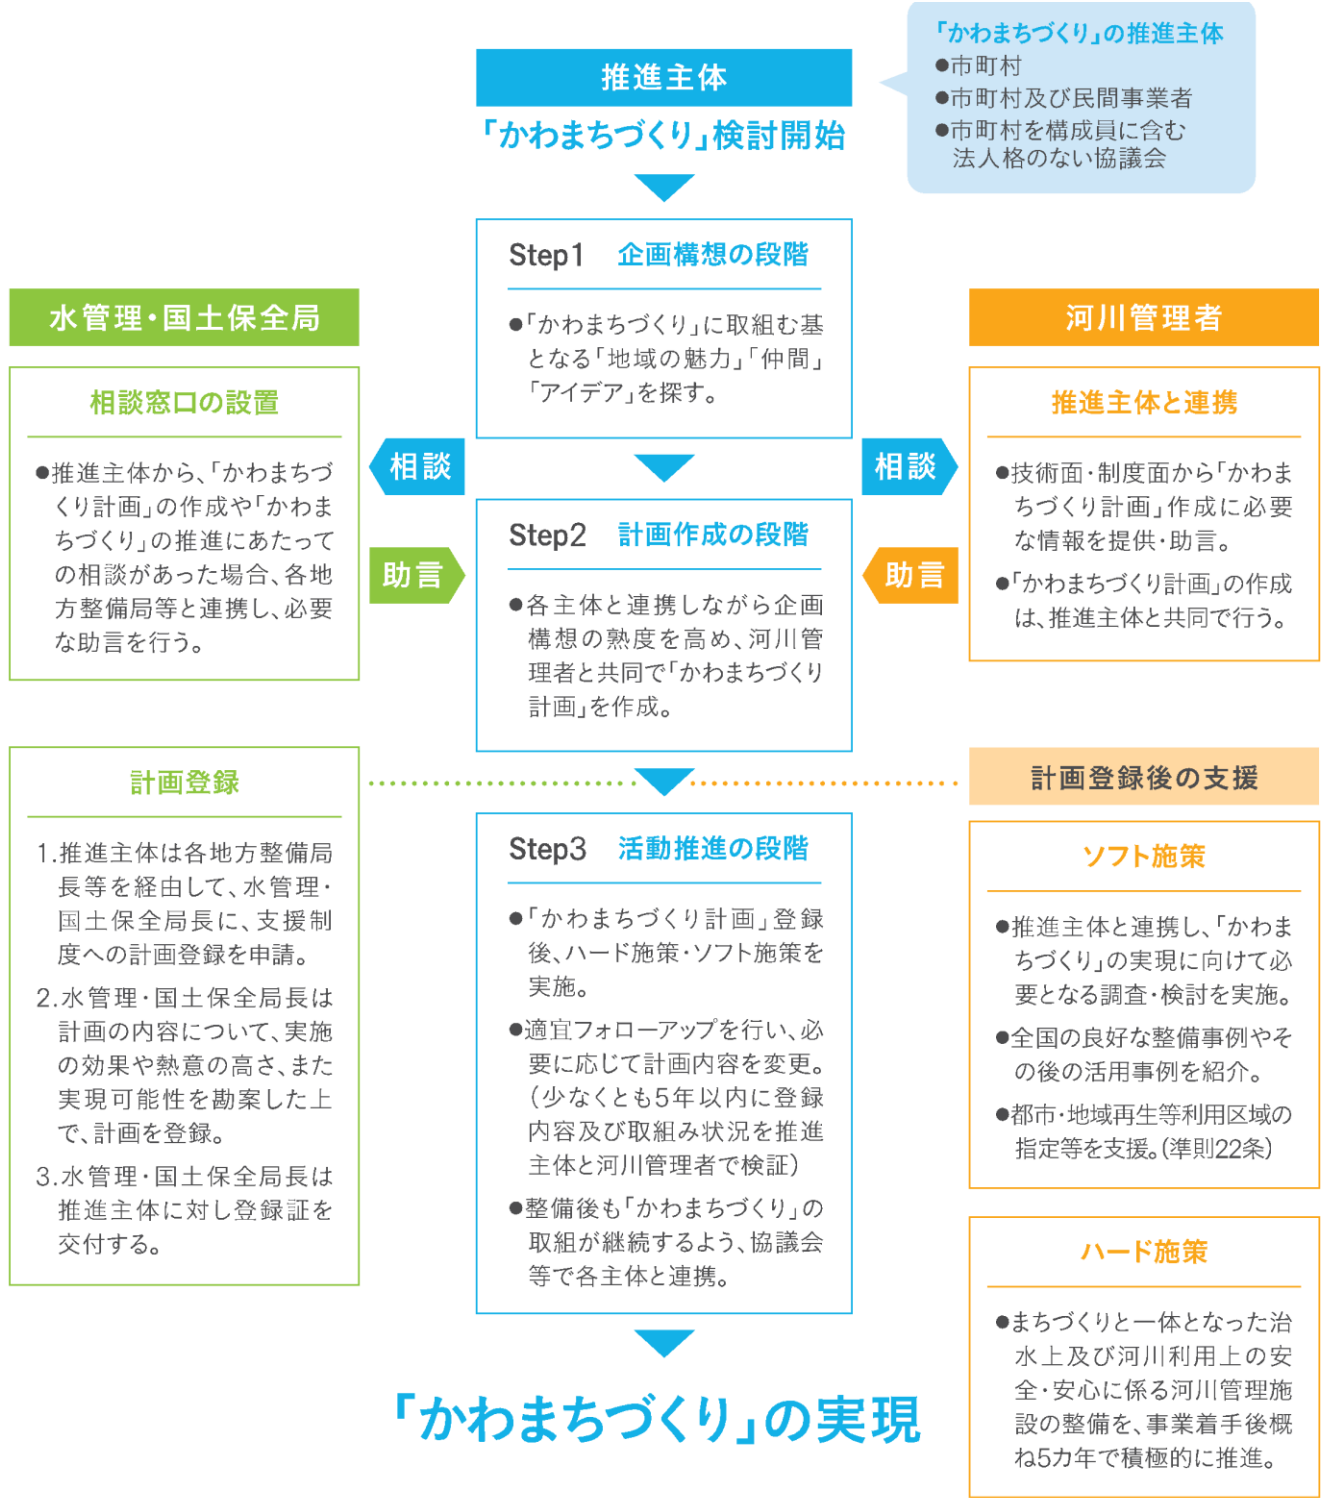 「かわまちづくり」の推進主体
●市町村
●市町村及び民間事業者
●市町村を構成員に含む
法人格のない協議会
推進主体
「かわまちづくり」検討開始
Step1 企画構想の段階
●「かわまちづくり」に取組む基
となる「地域の魅力」「仲間」
「アイデア」を探す。
水管理・国土保全局
相談窓口の設置
●推進主体から、「かわまちづ
くり計画」の作成や「かわま
ちづくり」の推進にあたって
の相談があった場合、各地
方整備局等と連携し、必要
な助言を行う。
相談
助言
相談
助言
河川管理者
推進主体と連携
●技術面・制度面から「かわま
ちづくり計画」作成に必要
な情報を提供・助言。
●「かわまちづくり計画」の作成
は、推進主体と共同で行う。
Step2 計画作成の段階
●各主体と連携しながら企画
構想の熟度を高め、河川管
理者と共同で「かわまちづくり
計画」を作成。
計画登録
1.推進主体は各地方整備局
長等を経由して、水管理・
国土保全局長に、支援制
度への計画登録を申請。
2.水管理・国土保全局長は
計画の内容について、実施
の効果や熱意の高さ、また
実現可能性を勘案した上
で、計画を登録。
3.水管理・国土保全局長は
推進主体に対し登録証を
交付する。
Step3 活動推進の段階
●「かわまちづくり計画」登録
後、ハード施策・ソフト施策を
実施。
●適宜フォローアップを行い、必
要に応じて計画内容を変更。
（少なくとも5年以内に登録
内容及び取組み状況を推進
主体と河川管理者で検証）
●整備後も「かわまちづくり」の
取組が継続するよう、協議会
等で各主体と連携。
計画登録後の支援
ソフト施策
●推進主体と連携し、「かわま
ちづくり」の実現に向けて必
要となる調査・検討を実施。
●全国の良好な整備事例やそ
の後の活用事例を紹介。
●都市・地域再生等利用区域の
指定等を支援。（準則22条）
ハード施策
●まちづくりと一体となった治
水上及び河川利用上の安
全・安心に係る河川管理施
設の整備を、事業着手後概
ね5カ年で積極的に推進。
「かわまちづくり」の実現